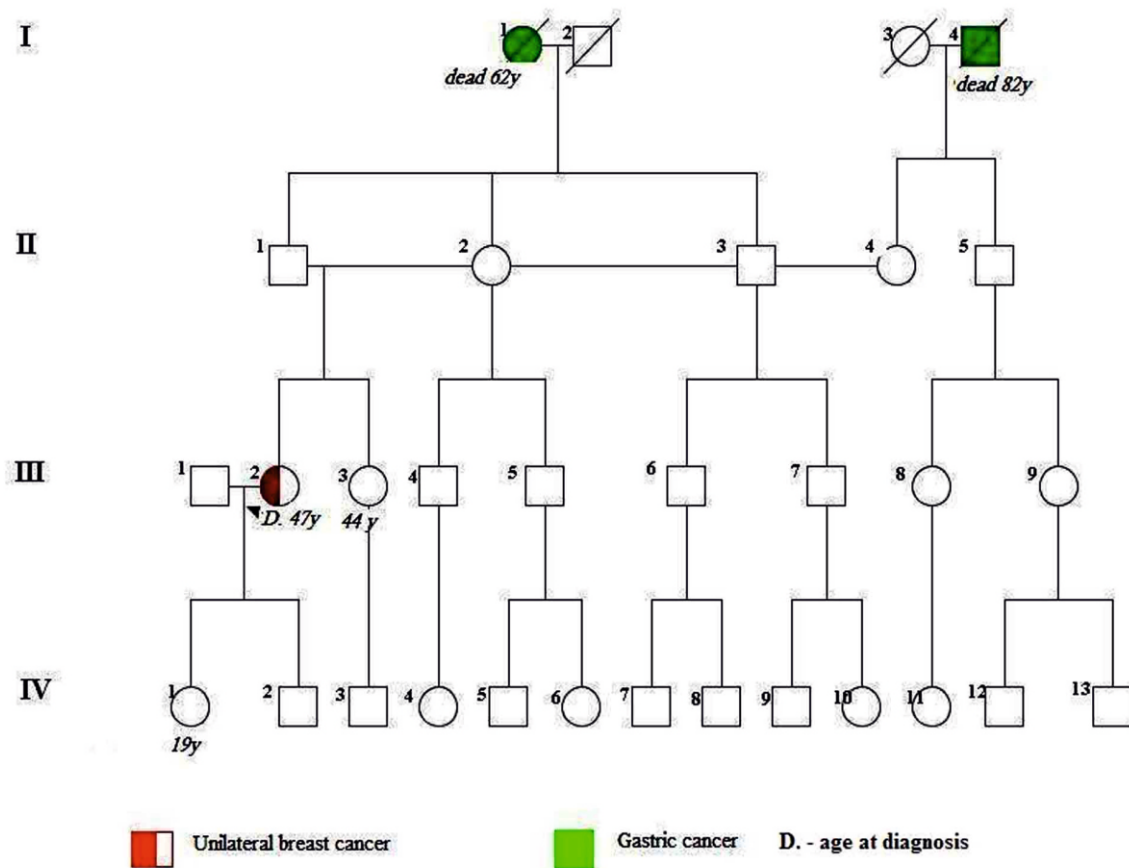 I
1 2 3 4
dead 62y dead 82y
II
1 2 3 4 5
III
1 2 3 4 5 6 7 8 9
D. 47y 44 y
IV
1 2 3 4 5 6 7 8 9 10 11 12 13
19y
Unilateral breast cancer Gastric cancer D. - age at diagnosis